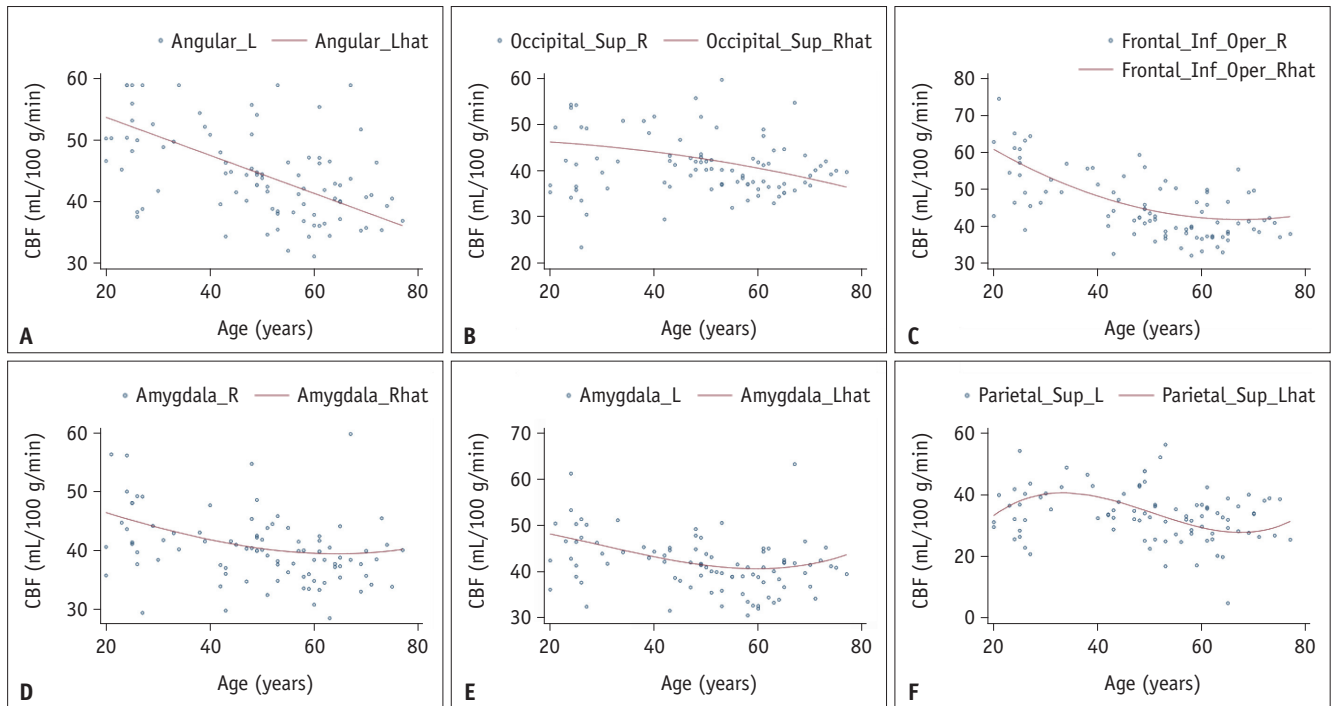 Angular_L Angular_Lhat
CBF (mL/100 g/min)
60
50
40
30
20 40 60 80
Age (years)
A
Occipital_Sup_R Occipital_Sup_Rhat
CBF (mL/100 g/min)
60
50
40
30
20
20 40 60 80
Age (years)
B
Frontal_Inf_Oper_R
Frontal_Inf_Oper_Rhat
CBF (mL/100 g/min)
80
70
60
50
40
30
20 40 60 80
Age (years)
C
Amygdala_R Amygdala_Rhat
CBF (mL/100 g/min)
60
50
40
30
20 40 60 80
Age (years)
D
Amygdala_L Amygdala_Lhat
CBF (mL/100 g/min)
70
60
50
40
30
20 40 60 80
Age (years)
E
Parietal_Sup_L Parietal_Sup_Lhat
CBF (mL/100 g/min)
60
40
20
0
20 40 60 80
Age (years)
F